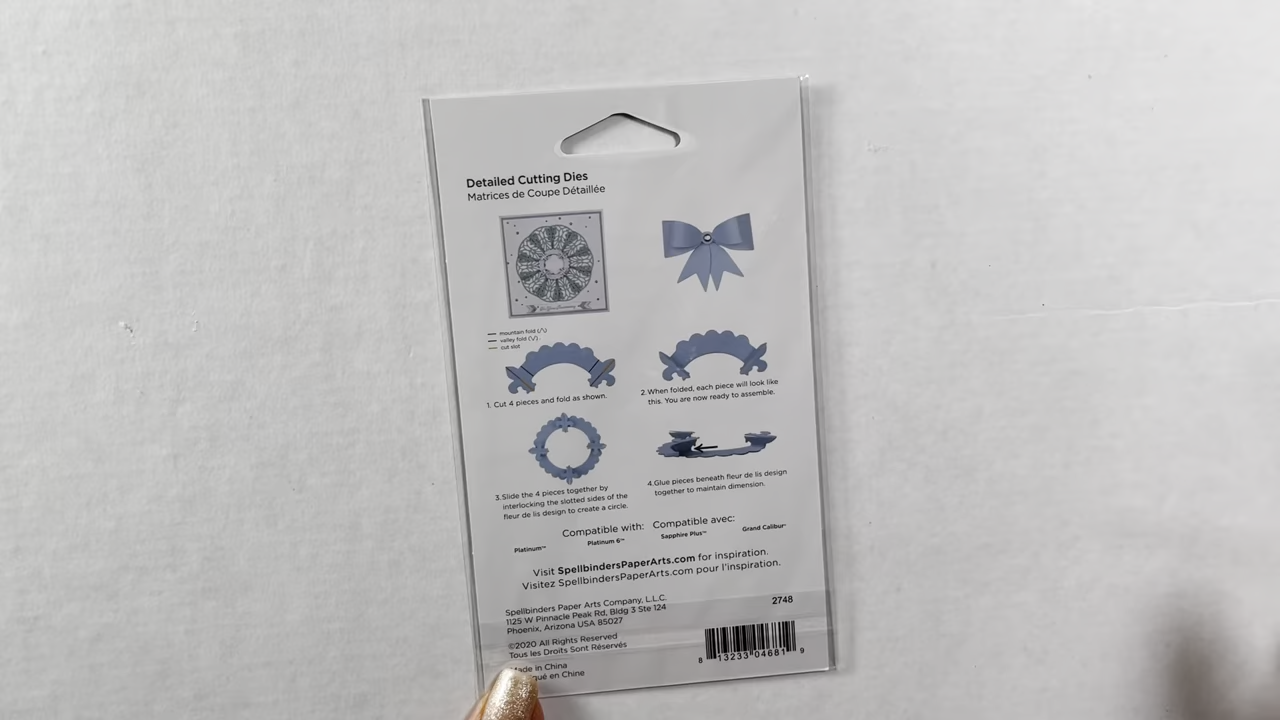 Detailed Cutting Dies
Matrices de Coupe Détaillée
mountain fold (/\)
valley fold (\/)
cut slot
1. Cut 4 pieces and fold as shown.
2. When folded, each piece will look like
this. You are now ready to assemble.
3. Slide the 4 pieces together by
interlocking the slotted sides of the
fleur de lis design to create a circle.
4. Glue pieces beneath fleur de lis design
together to maintain dimension.
Compatible with: Compatible avec:
Platinum™ Platinum 6™ Sapphire Plus™ Grand Calibur®
Visit SpellbindersPaperArts.com for inspiration.
Visitez SpellbindersPaperArts.com pour l'inspiration.
Spellbinders Paper Arts Company, L.L.C.
1125 W Pinnacle Peak Rd, Bldg 3 Ste 124
Phoenix, Arizona USA 85027
©2020 All Rights Reserved
Tous les Droits Sont Réservés
Made in China
qué en Chine
2748
8 13233 04681 9